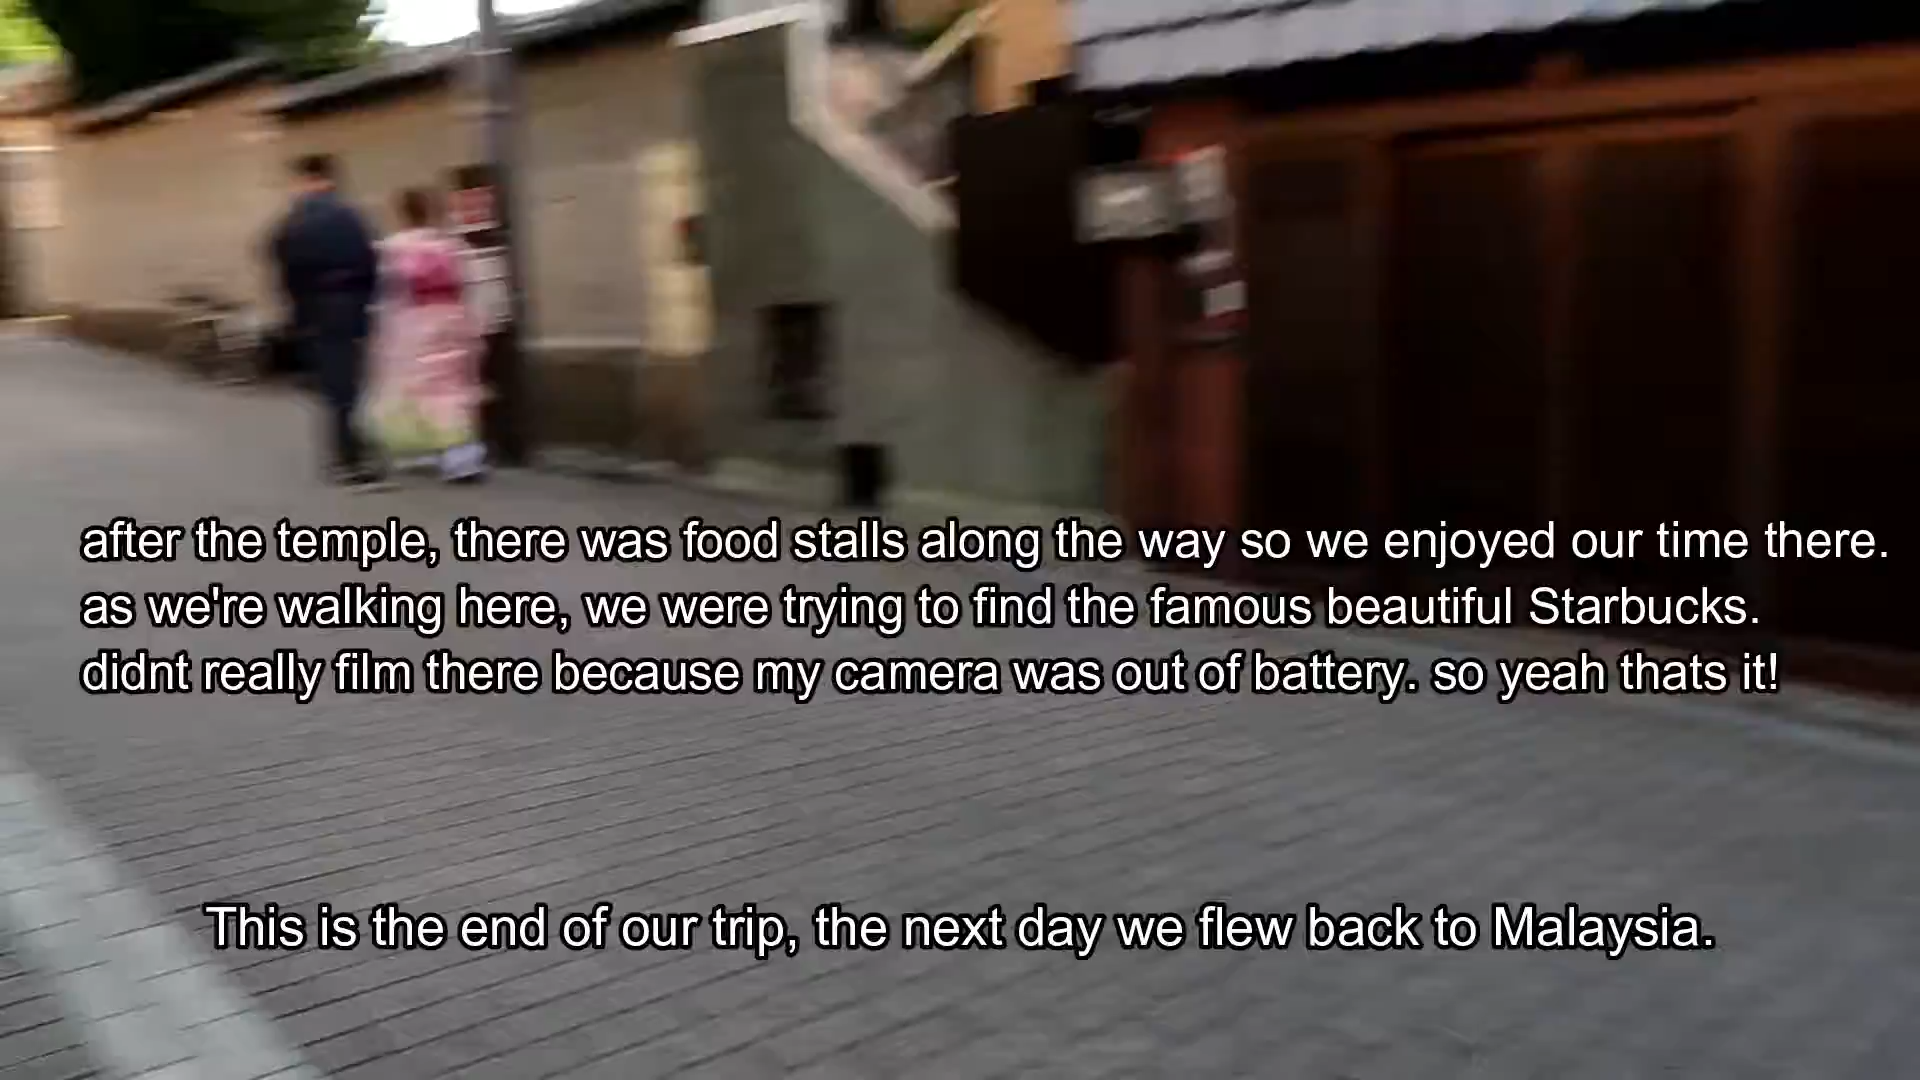 after the temple, there was food stalls along the way so we enjoyed our time there.
as we're walking here, we were trying to find the famous beautiful Starbucks.
didnt really film there because my camera was out of battery. so yeah thats it!
This is the end of our trip, the next day we flew back to Malaysia.